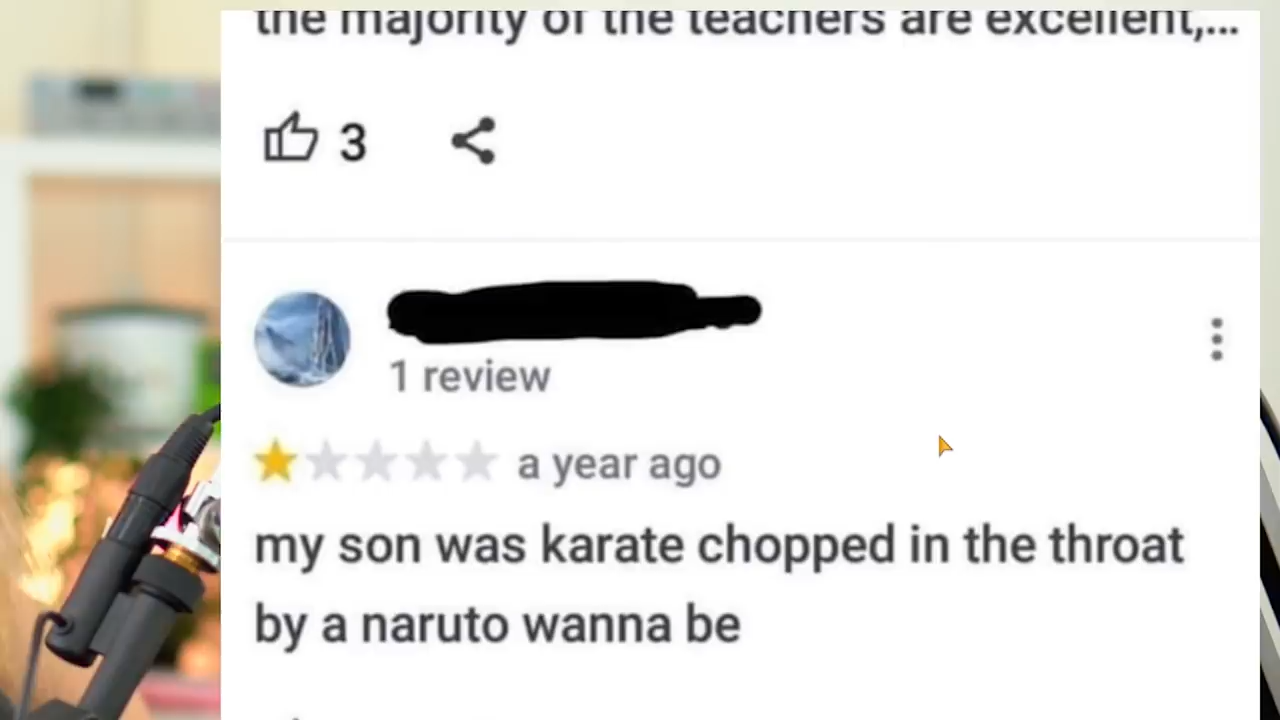 the majority of the teachers are excellent,...
3
1 review
a year ago
my son was karate chopped in the throat
by a naruto wanna be